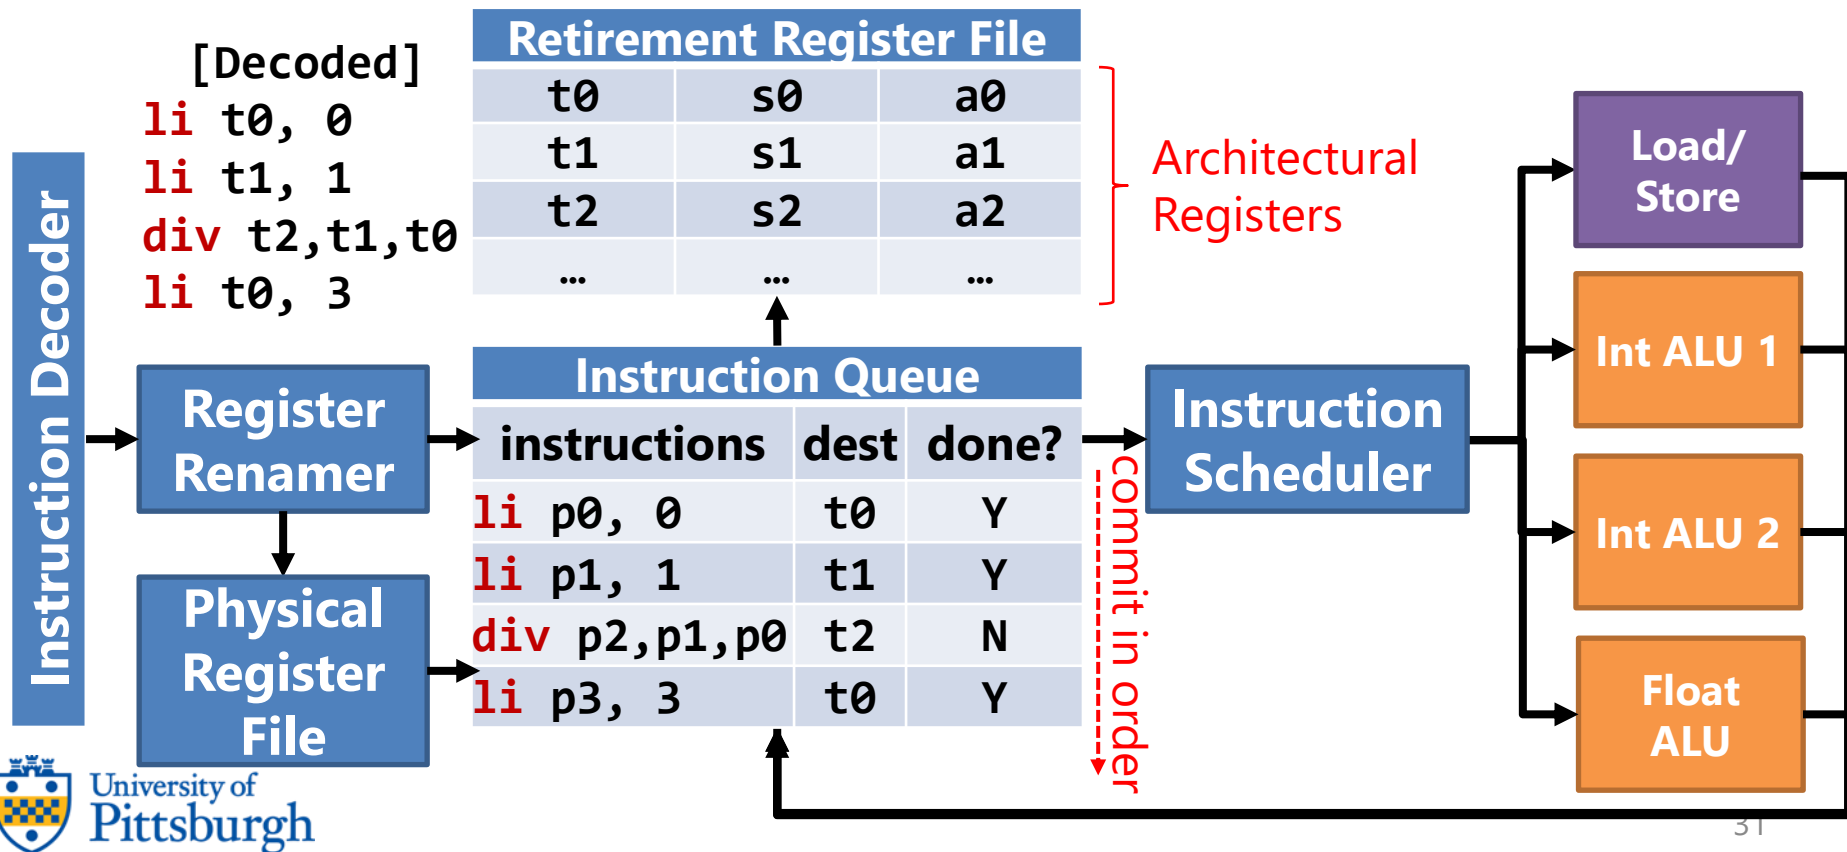 [Decoded]
li t0, 0
li t1, 1
div t2,t1,t0
li t0, 3
Retirement Register File
t0 s0 a0
t1 s1 a1
t2 s2 a2
… … …
Architectural
Registers
Instruction Decoder
Register
Renamer
Physical
Register
File
Instruction Queue
instructions dest done?
li p0, 0 t0 Y
li p1, 1 t1 Y
div p2,p1,p0 t2 N
li p3, 3 t0 Y
commit in order
Instruction
Scheduler
Load/
Store
Int ALU 1
Int ALU 2
Float
ALU
University of
Pittsburgh
31